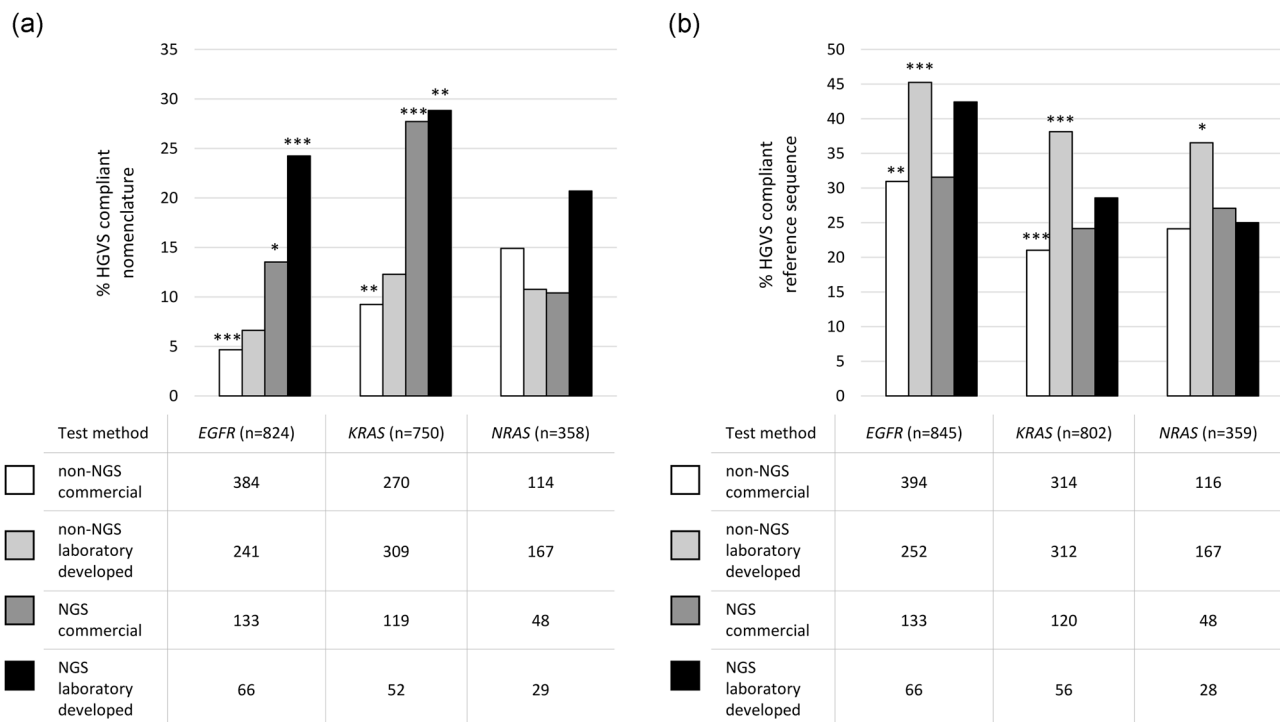 (a)
35
30
25
20
15
10
5
0
% HGVS compliant
nomenclature
***
*
***
**
***
**
Test method EGFR (n=824) KRAS (n=750) NRAS (n=358)
non-NGS
commercial
384 270 114
non-NGS
laboratory
developed
241 309 167
NGS
commercial
133 119 48
NGS
laboratory
developed
66 52 29
(b)
50
45
40
35
30
25
20
15
10
5
0
% HGVS compliant
reference sequence
**
***
***
***
*
Test method EGFR (n=845) KRAS (n=802) NRAS (n=359)
non-NGS
commercial
394 314 116
non-NGS
laboratory
developed
252 312 167
NGS
commercial
133 120 48
NGS
laboratory
developed
66 56 28